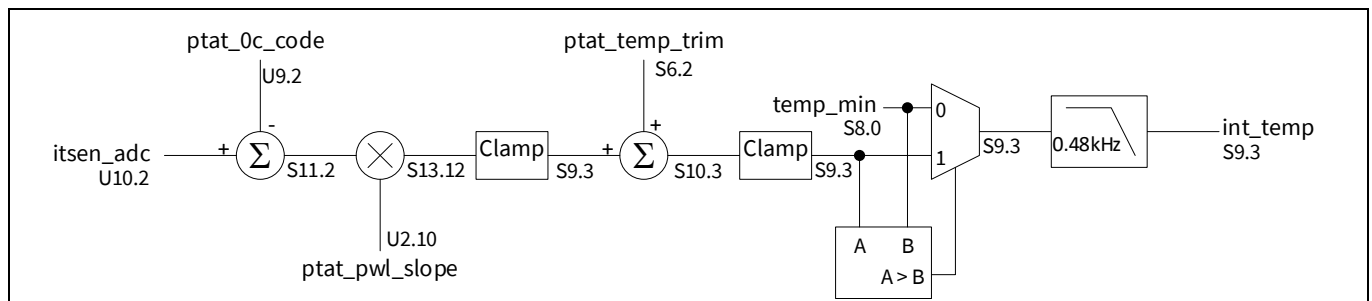 ptat_0c_code
U9.2
ptat_temp_trim
S6.2
-
+
temp_min
S8.0
0
itsen_adc
U10.2
+
Σ
S11.2
S13.12
Clamp
S9.3
+
Σ
S10.3
Clamp
S9.3
1
S9.3
0.48kHz
int_temp
S9.3
U2.10
ptat_pwl_slope
A B
A > B